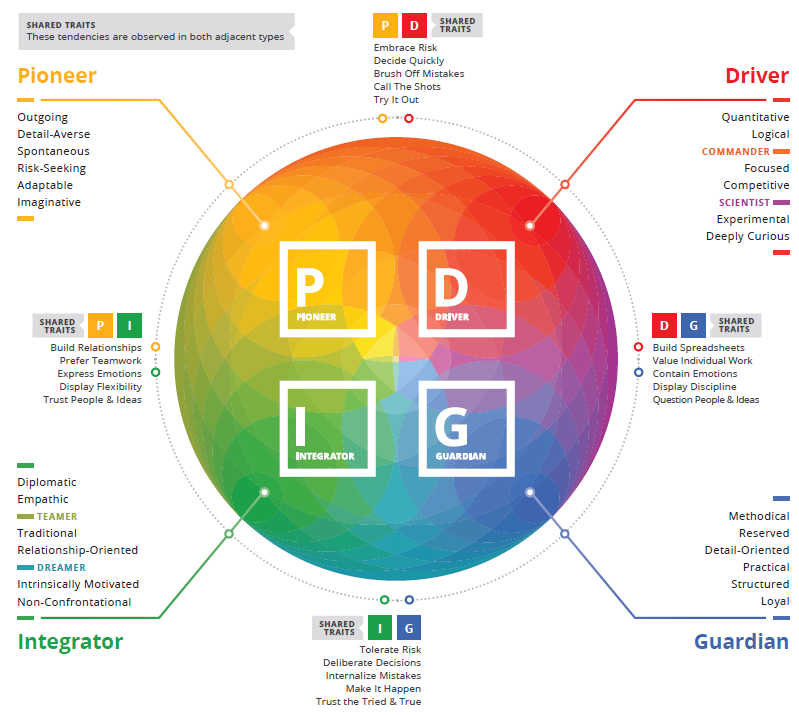 SHARED TRAITS
These tendencies are observed in both adjacent types
P D SHARED TRAITS
Embrace Risk
Decide Quickly
Brush Off Mistakes
Call The Shots
Try It Out
Pioneer
Outgoing
Detail-Averse
Spontaneous
Risk-Seeking
Adaptable
Imaginative
Driver
Quantitative
Logical
COMMANDER
Focused
Competitive
SCIENTIST
Experimental
Deeply Curious
P
PIONEER
D
DRIVER
SHARED TRAITS P I
Build Relationships
Prefer Teamwork
Express Emotions
Display Flexibility
Trust People & Ideas
D G SHARED TRAITS
Build Spreadsheets
Value Individual Work
Contain Emotions
Display Discipline
Question People & Ideas
I
INTEGRATOR
G
GUARDIAN
Diplomatic
Empathic
TEAMER
Traditional
Relationship-Oriented
DREAMER
Intrinsically Motivated
Non-Confrontational
Integrator
Methodical
Reserved
Detail-Oriented
Practical
Structured
Loyal
Guardian
SHARED TRAITS I G
Tolerate Risk
Deliberate Decisions
Internalize Mistakes
Make It Happen
Trust the Tried & True